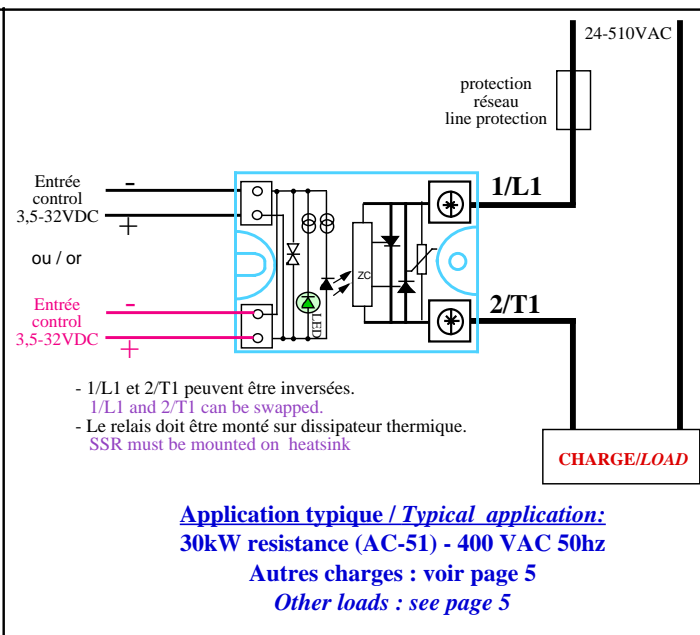 24-510VAC
protection
réseau
line protection
1/L1
Entrée
control
3,5-32VDC
-
+
ou / or
Entrée
control
3,5-32VDC
-
+
ZC
LED
2/T1
- 1/L1 et 2/T1 peuvent être inversées.
1/L1 and 2/T1 can be swapped.
- Le relais doit être monté sur dissipateur thermique.
SSR must be mounted on heatsink
CHARGE/LOAD
Application typique / Typical application:
30kW resistance (AC-51) - 400 VAC 50hz
Autres charges : voir page 5
Other loads : see page 5